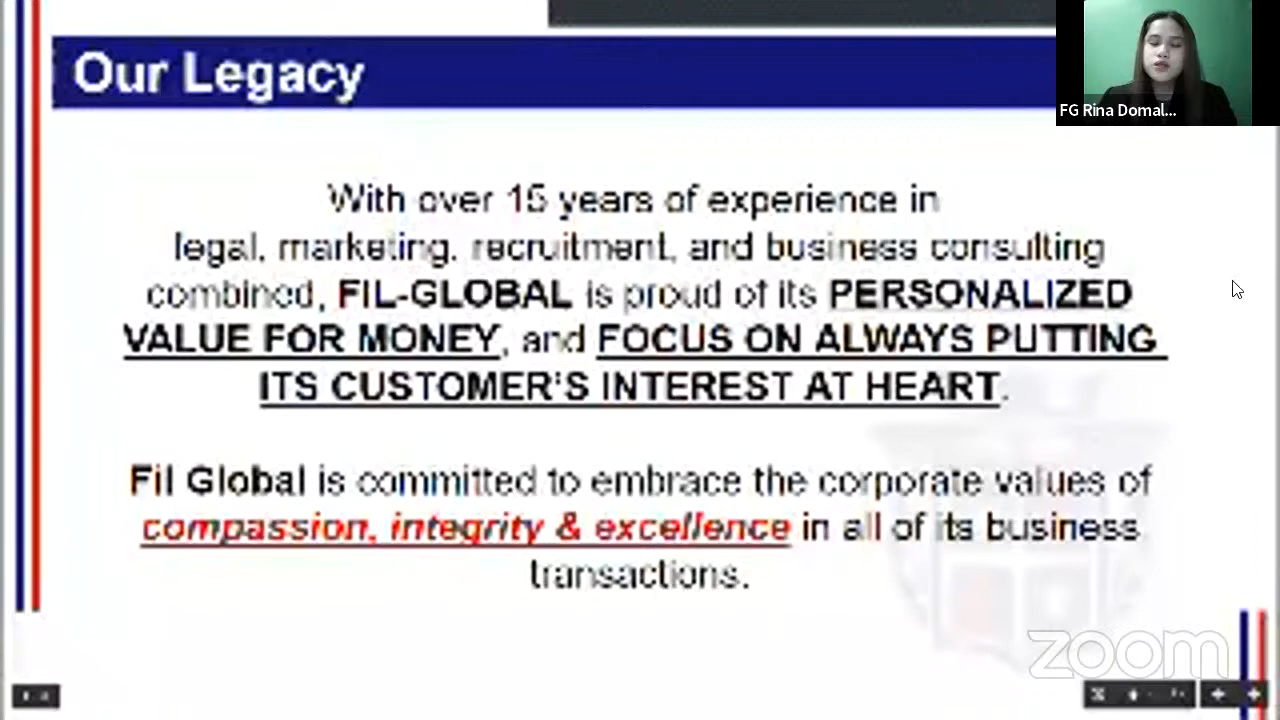 Our Legacy
FG Rina Domal...
With over 15 years of experience in
legal, marketing, recruitment, and business consulting
combined, FIL-GLOBAL is proud of its PERSONALIZED
VALUE FOR MONEY, and FOCUS ON ALWAYS PUTTING
ITS CUSTOMER'S INTEREST AT HEART.
Fil Global is committed to embrace the corporate values of
compassion, integrity & excellence in all of its business
transactions.
zoom